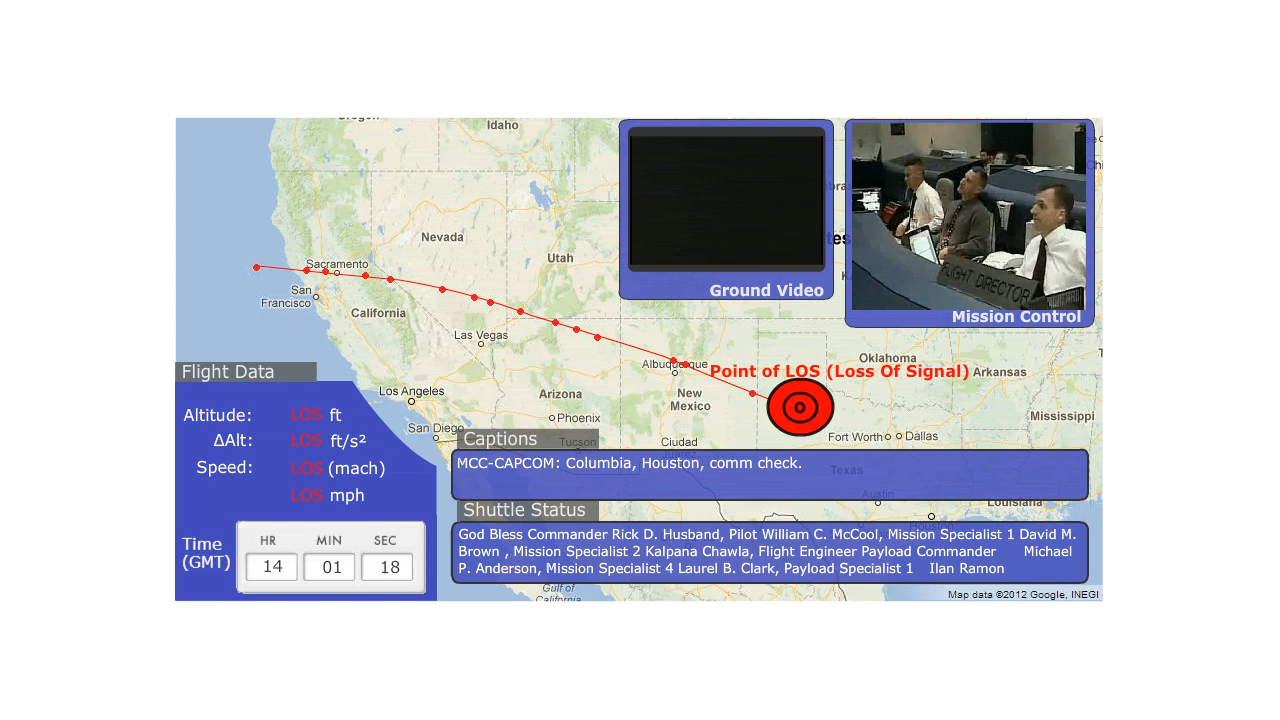 Oregon
Idaho
Nevada
Utah
Sacramento
San
Francisco
California
Las Vegas
Ground Video
FLIGHT DIRECTOR
Mission Control
Albuquerque
Point of LOS (Loss Of Signal)
Oklahoma
Arkansas
Flight Data
Los Angeles
Arizona
New
Mexico
Phoenix
Mississippi
San Diego
Tucson
Ciudad
Fort Worth
Dallas
Altitude: LOS ft
ΔAlt: LOS ft/s²
Speed: LOS (mach)
LOS mph
Captions
MCC-CAPCOM: Columbia, Houston, comm check.
Texas
Austin
Louisiana
Shuttle Status
God Bless Commander Rick D. Husband, Pilot William C. McCool, Mission Specialist 1 David M.
Brown , Mission Specialist 2 Kalpana Chawla, Flight Engineer Payload Commander Michael
P. Anderson, Mission Specialist 4 Laurel B. Clark, Payload Specialist 1 Ilan Ramon
Time
(GMT)
HR MIN SEC
14 01 18
Gulf of
California
Map data ©2012 Google, INEGI